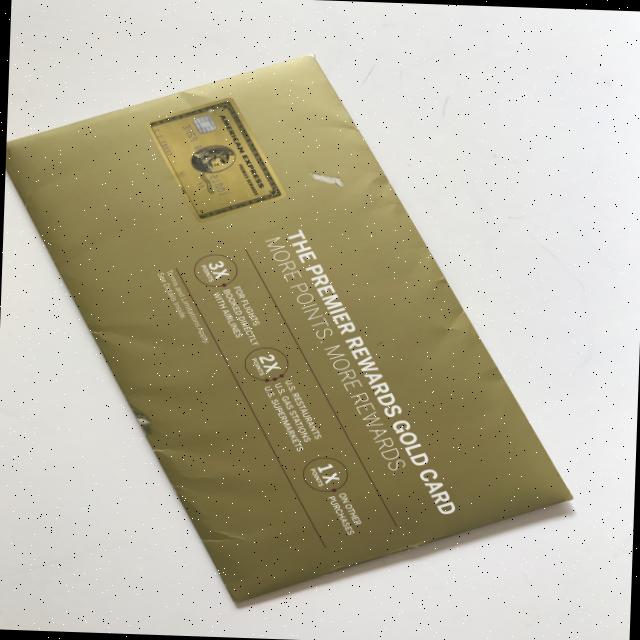 AMERICAN EXPRESS
THE PREMIER REWARDS GOLD CARD
MORE POINTS. MORE REWARDS.
3X
POINTS
FOR FLIGHTS
BOOKED DIRECTLY
WITH AIRLINES
2X
POINTS
U.S. RESTAURANTS
U.S. GAS STATIONS
U.S. SUPERMARKETS
1X
POINTS
ON OTHER
PURCHASES